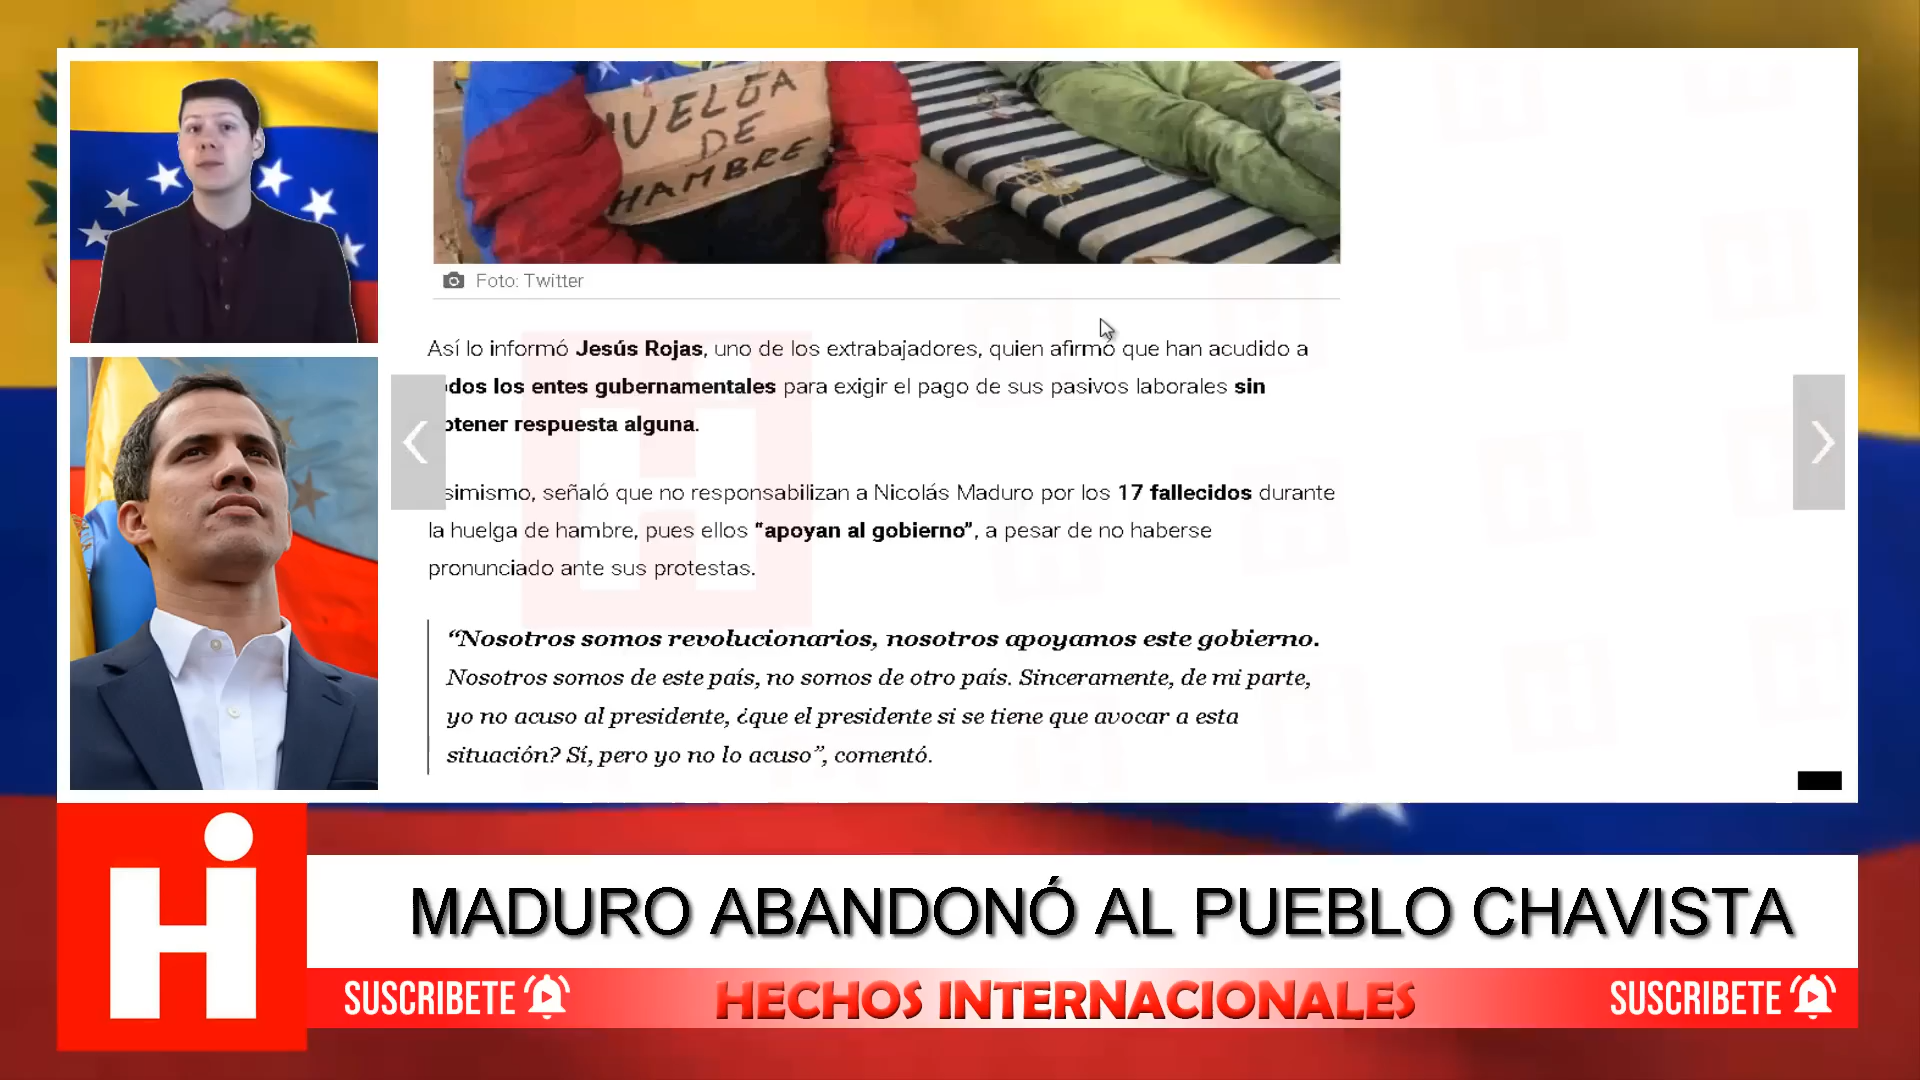 HUELGA
DE
HAMBRE
Foto: Twitter
Así lo informó Jesús Rojas, uno de los extrabajadores, quien afirmó que han acudido a
odos los entes gubernamentales para exigir el pago de sus pasivos laborales sin
btener respuesta alguna.
simismo, señaló que no responsabilizan a Nicolás Maduro por los 17 fallecidos durante
la huelga de hambre, pues ellos “apoyan al gobierno”, a pesar de no haberse
pronunciado ante sus protestas.
“Nosotros somos revolucionarios, nosotros apoyamos este gobierno.
Nosotros somos de este país, no somos de otro país. Sinceramente, de mi parte,
yo no acuso al presidente, ¿que el presidente si se tiene que avocar a esta
situación? Sí, pero yo no lo acuso”, comentó.
Hi
MADURO ABANDONÓ AL PUEBLO CHAVISTA
SUSCRIBETE HECHOS INTERNACIONALES SUSCRIBETE